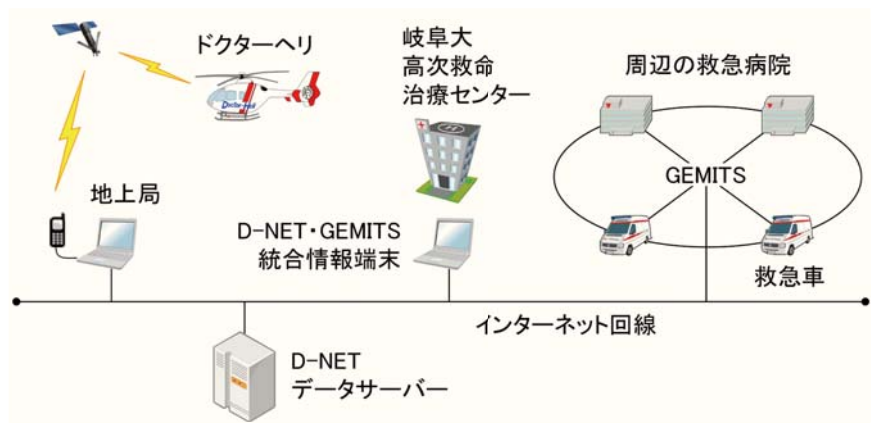 ドクターヘリ
岐阜大
高次救命
治療センター
周辺の救急病院
GEMITS
地上局
D-NET・GEMITS
統合情報端末
救急車
インターネット回線
D-NET
データサーバー